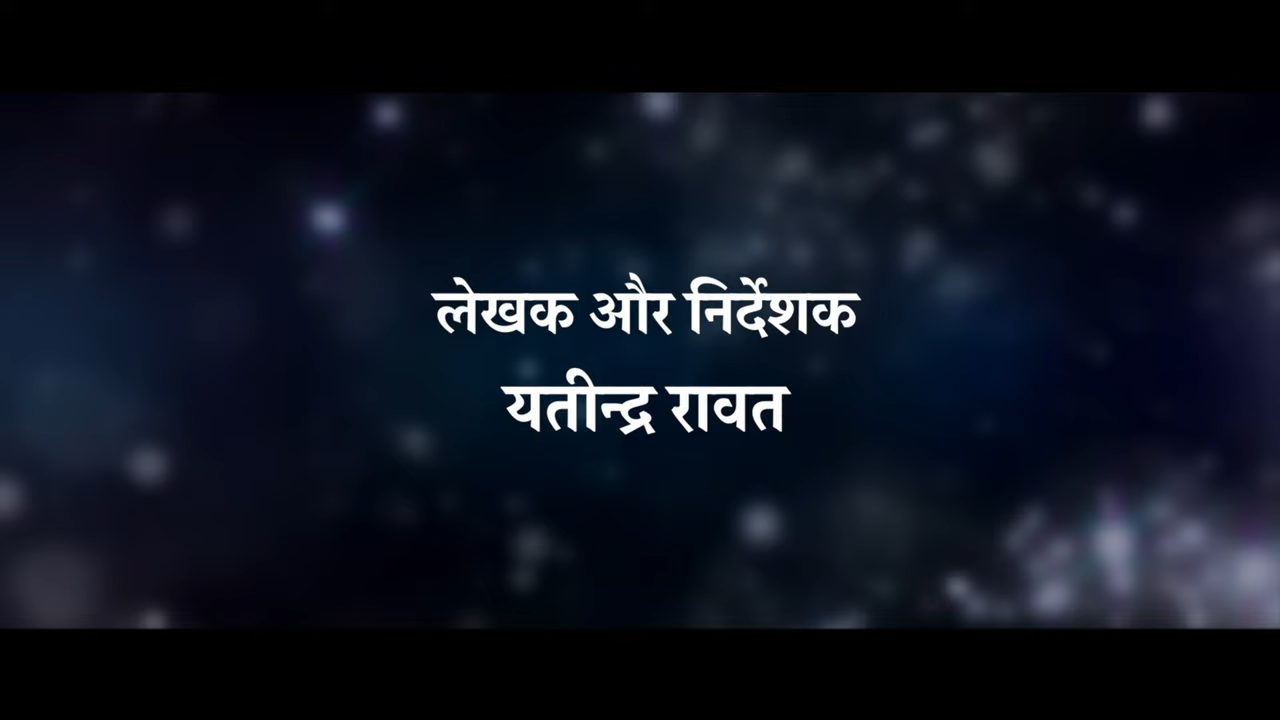 लेखक और निर्देशक
यतीन्द्र रावत